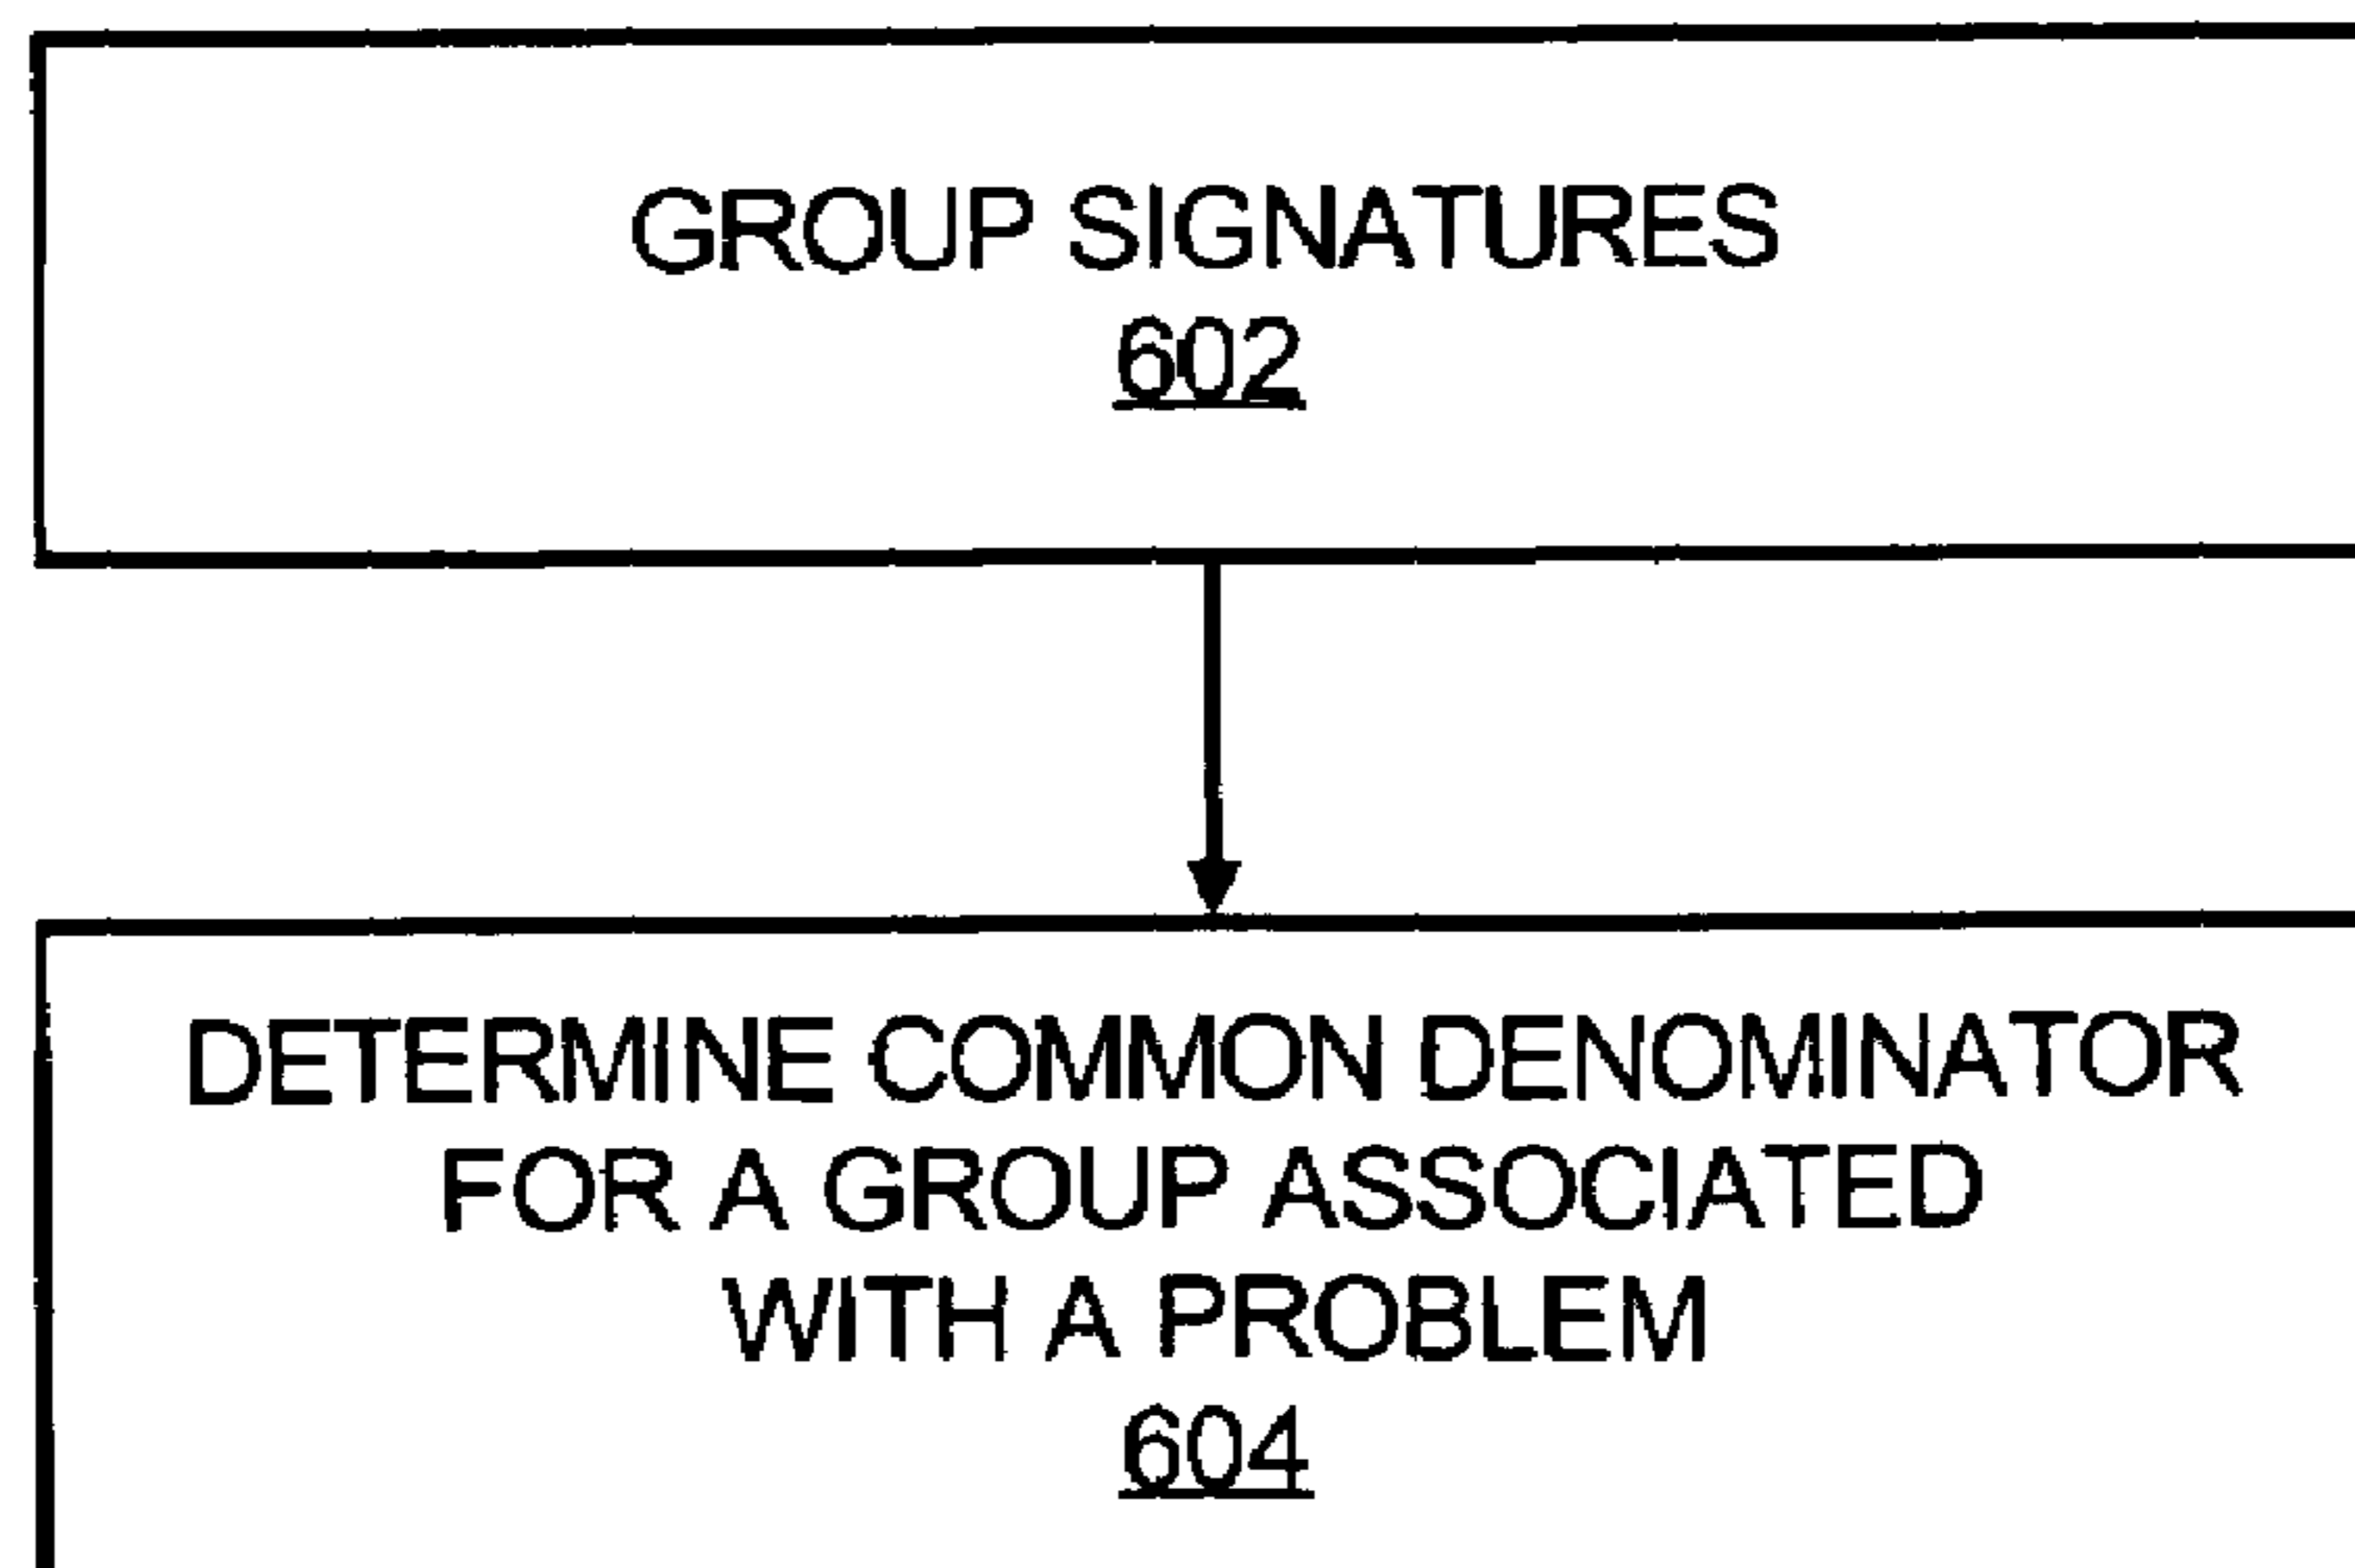 GROUP SIGNATURES
602
DETERMINE COMMON DENOMINATOR
FOR A GROUP ASSOCIATED
WITH A PROBLEM
604